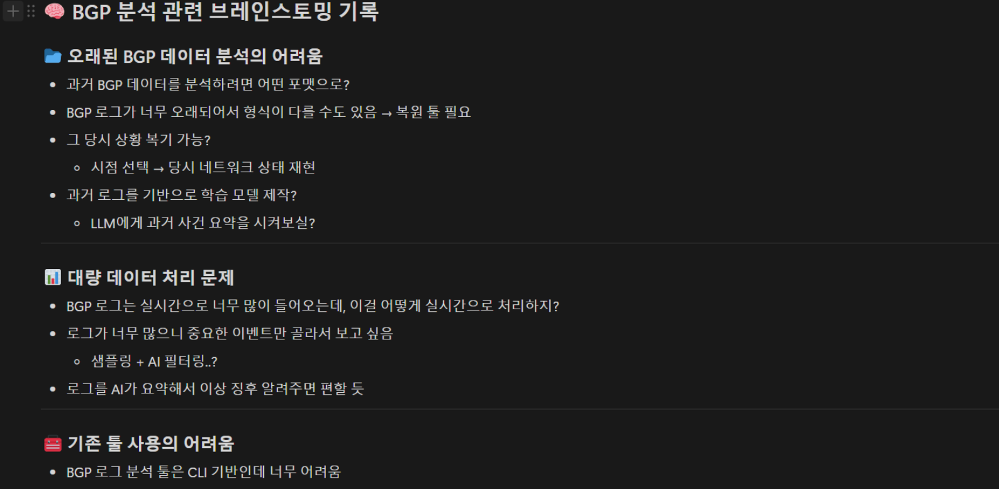 🧠 BGP 분석 관련 브레인스토밍 기록
📂 오래된 BGP 데이터 분석의 어려움
• 과거 BGP 데이터를 분석하려면 어떤 포맷으로?
• BGP 로그가 너무 오래되어서 형식이 다를 수도 있음 → 복원 툴 필요
• 그 당시 상황 복기 가능?
◦ 시점 선택 → 당시 네트워크 상태 재현
• 과거 로그를 기반으로 학습 모델 제작?
◦ LLM에게 과거 사건 요약을 시켜보실?
📊 대량 데이터 처리 문제
• BGP 로그는 실시간으로 너무 많이 들어오는데, 이걸 어떻게 실시간으로 처리하지?
• 로그가 너무 많으니 중요한 이벤트만 골라서 보고 싶음
◦ 샘플링 + AI 필터링..?
• 로그를 AI가 요약해서 이상 징후 알려주면 편할 듯
🧰 기존 툴 사용의 어려움
• BGP 로그 분석 툴은 CLI 기반인데 너무 어려움